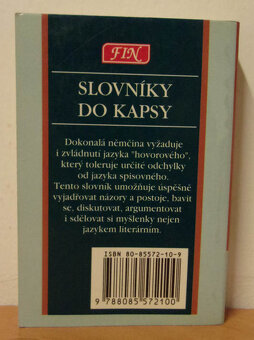 FIN
SLOVNÍKY
DO KAPSY
Dokonalá němčina vyžaduje
i zvládnutí jazyka "hovorového",
který toleruje určité odchylky
od jazyka spisovného.
Tento slovník umožňuje úspěšně
vyjadřovat názory a postoje, bavit
se, diskutovat, argumentovat
i sdělovat si myšlenky nejen
jazykem literárním.
ISBN 80-85572-10-9
9 788085 572100